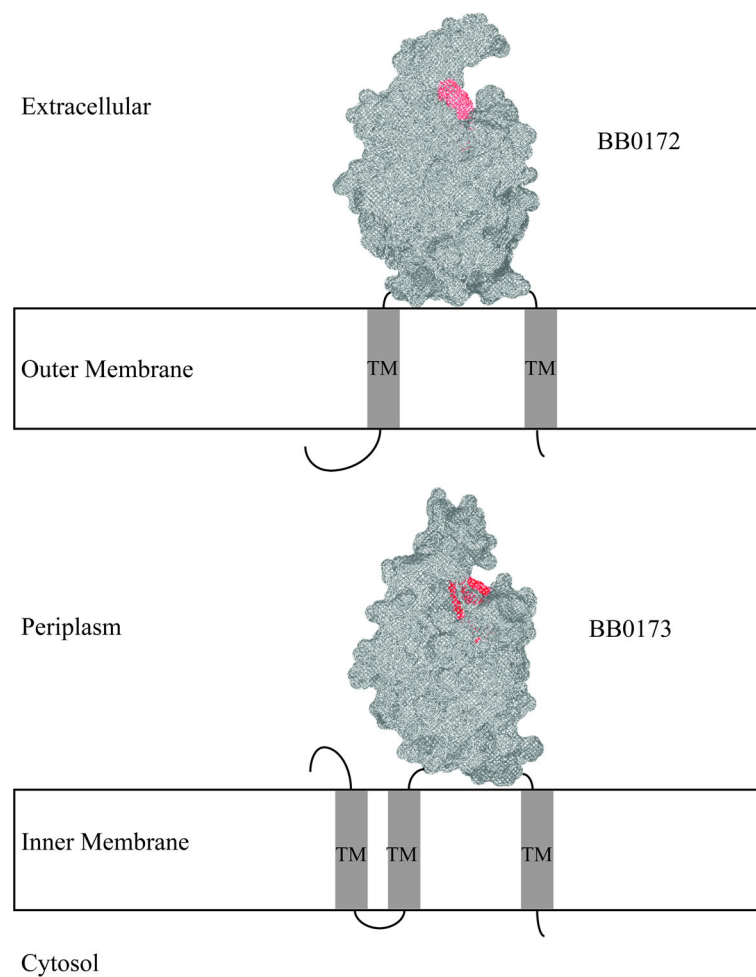 Extracellular
BB0172
Outer Membrane
TM
TM
Periplasm
BB0173
Inner Membrane
TM
TM
TM
Cytosol